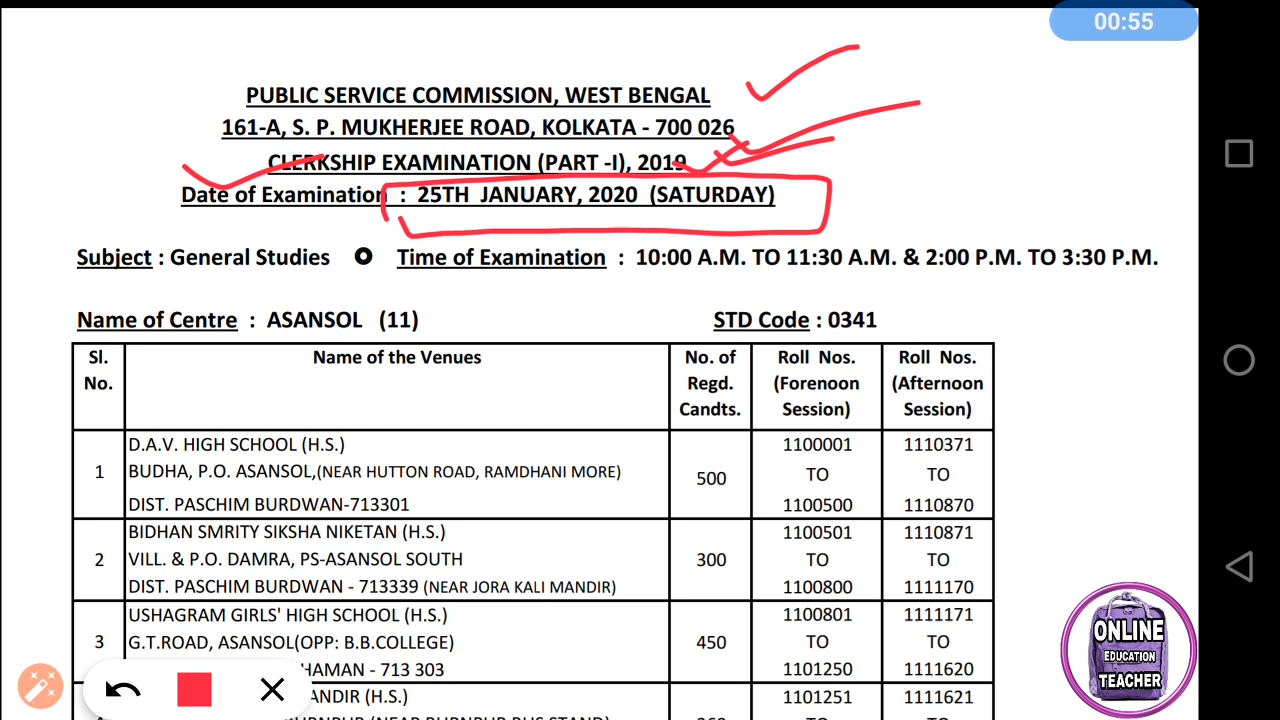 00:55
PUBLIC SERVICE COMMISSION, WEST BENGAL
161-A, S. P. MUKHERJEE ROAD, KOLKATA - 700 026
CLERKSHIP EXAMINATION (PART -I), 2019
Date of Examination : 25TH JANUARY, 2020 (SATURDAY)
Subject : General Studies Time of Examination : 10:00 A.M. TO 11:30 A.M. & 2:00 P.M. TO 3:30 P.M.
Name of Centre : ASANSOL (11) STD Code : 0341
Sl. Name of the Venues No. of Roll Nos. Roll Nos.
No. Regd. (Forenoon (Afternoon
Candts. Session) Session)
D.A.V. HIGH SCHOOL (H.S.) 1100001 1110371
1 BUDHA, P.O. ASANSOL,(NEAR HUTTON ROAD, RAMDHANI MORE) 500 TO TO
DIST. PASCHIM BURDWAN-713301 1100500 1110870
BIDHAN SMRITY SIKSHA NIKETAN (H.S.) 1100501 1110871
2 VILL. & P.O. DAMRA, PS-ASANSOL SOUTH 300 TO TO
DIST. PASCHIM BURDWAN - 713339 (NEAR JORA KALI MANDIR) 1100800 1111170
USHAGRAM GIRLS' HIGH SCHOOL (H.S.) 1100801 1111171
3 G.T.ROAD, ASANSOL(OPP: B.B.COLLEGE) 450 TO TO
- 713 303 1101250 1111620
(H.S.) 1101251 1111621
ONLINE
EDUCATION
TEACHER